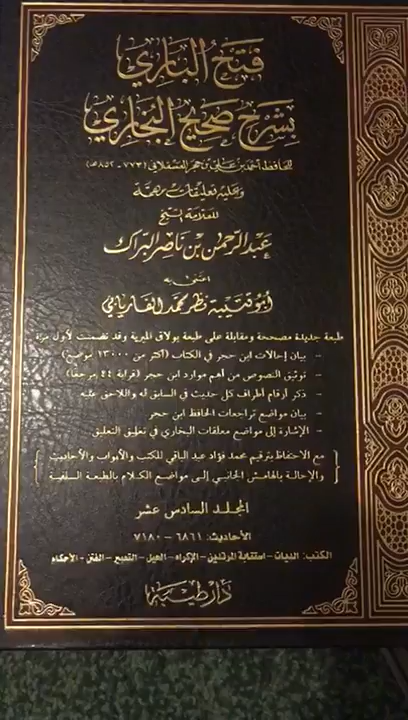 فتح الباري
بشرح صحيح البخاري
للحافظ أحمد بن علي بن حجر العسقلاني (٧٧٣ - ٨٥٢هـ)
وعليه تعليقات مهمة
للعلامة الشيخ
عبد الرحمن بن ناصر البراك
اعتنى به
أبو قتيبة نظر محمد الفاريابي
طبعة جديدة مصححة ومقابلة على طبعة بولاق الميرية وقد تضمنت لأول مرة
- بيان إحالات ابن حجر في الكتاب (أكثر من ١٣٠٠٠ موضع)
- توثيق النصوص من أهم موارد ابن حجر (قرابة ٤٤ مرجعًا)
- ذكر أرقام أطراف كل حديث في السابق له واللاحق عليه
- بيان مواضع تراجعات الحافظ ابن حجر
- الإشارة إلى مواضع معلقات البخاري في تغليق التعليق
مع الاحتفاظ بترقيم محمد فؤاد عبد الباقي للكتب والأبواب والأحاديث
والإحالة بالهامش الجانبي إلى مواضع الكلام بالطبعة السلفية
المجلد السادس عشر
الأحاديث: ٦٨٦١ - ٧١٨٠
الكتب: الديات - استتابة المرتدين - الإكراه - الحيل - التعبير - الفتن - الأحكام
دار طيبة